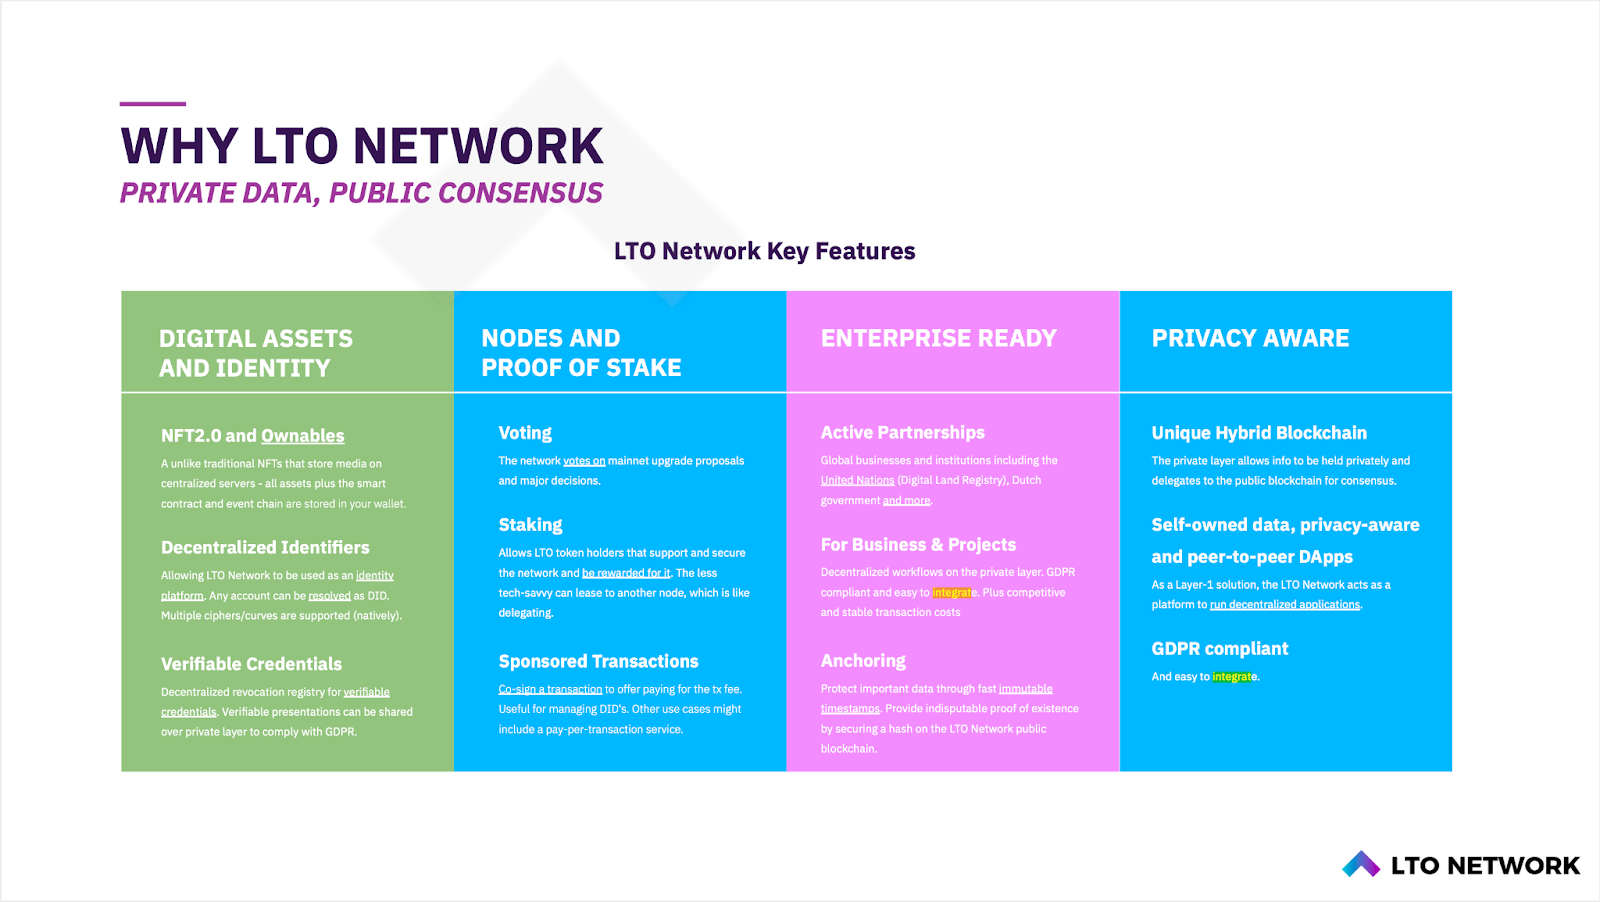 WHY LTO NETWORK
PRIVATE DATA, PUBLIC CONSENSUS
LTO Network Key Features
DIGITAL ASSETS
AND IDENTITY
NFT2.0 and Ownables
A unlike traditional NFTs that store media on
centralized servers - all assets plus the smart
contract and event chain are stored in your wallet.
Decentralized Identifiers
Allowing LTO Network to be used as an identity
platform. Any account can be resolved as DID.
Multiple ciphers/curves are supported (natively).
Verifiable Credentials
Decentralized revocation registry for verifiable
credentials. Verifiable presentations can be shared
over private layer to comply with GDPR.
NODES AND
PROOF OF STAKE
Voting
The network votes on mainnet upgrade proposals
and major decisions.
Staking
Allows LTO token holders that support and secure
the network and be rewarded for it. The less
tech-savvy can lease to another node, which is like
delegating.
Sponsored Transactions
Co-sign a transaction to offer paying for the tx fee.
Useful for managing DID's. Other use cases might
include a pay-per-transaction service.
ENTERPRISE READY
Active Partnerships
Global businesses and institutions including the
United Nations (Digital Land Registry), Dutch
government and more.
For Business & Projects
Decentralized workflows on the private layer. GDPR
compliant and easy to integrate. Plus competitive
and stable transaction costs
Anchoring
Protect important data through fast immutable
timestamps. Provide indisputable proof of existence
by securing a hash on the LTO Network public
blockchain.
PRIVACY AWARE
Unique Hybrid Blockchain
The private layer allows info to be held privately and
delegates to the public blockchain for consensus.
Self-owned data, privacy-aware
and peer-to-peer DApps
As a Layer-1 solution, the LTO Network acts as a
platform to run decentralized applications.
GDPR compliant
And easy to integrate.
LTO NETWORK